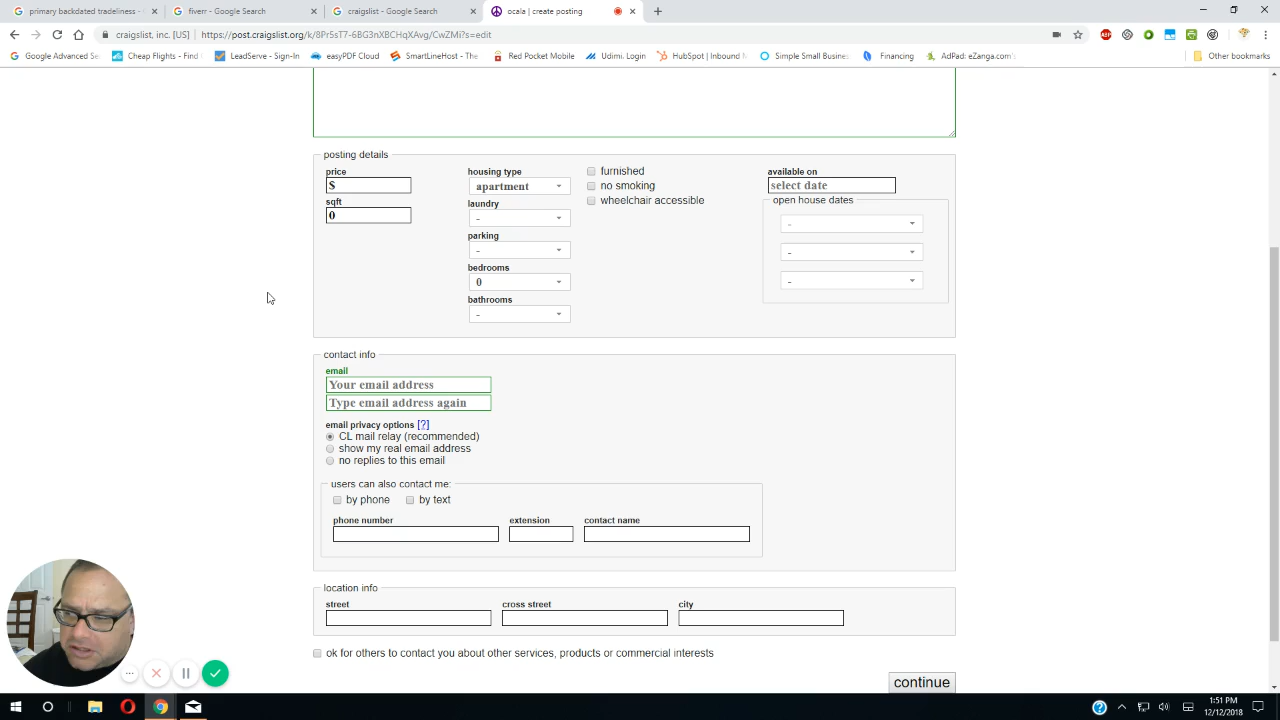 primary backdated tradeliness -
fiverr - Google Search
craigslist - Google Search
ocala | create posting
craigslist, inc. [US]
https://post.craigslist.org/k/8Pr5sT7-6BG3nXBCHqXAvg/CwZMi?s=edit
Google Advanced Se
Cheap Flights - Find
LeadServe - Sign-In
easyPDF Cloud
SmartLineHost - The
Red Pocket Mobile
Udimi. Login
HubSpot | Inbound M
Simple Small Busines
Financing
AdPad: eZanga.com's
Other bookmarks
posting details
price
$
sqft
0
housing type
apartment
laundry
-
parking
-
bedrooms
0
bathrooms
-
furnished
no smoking
wheelchair accessible
available on
select date
open house dates
-
-
-
contact info
email
Your email address
Type email address again
email privacy options [?]
CL mail relay (recommended)
show my real email address
no replies to this email
users can also contact me:
by phone
by text
phone number
extension
contact name
location info
street
cross street
city
ok for others to contact you about other services, products or commercial interests
continue
1:51 PM
12/12/2018